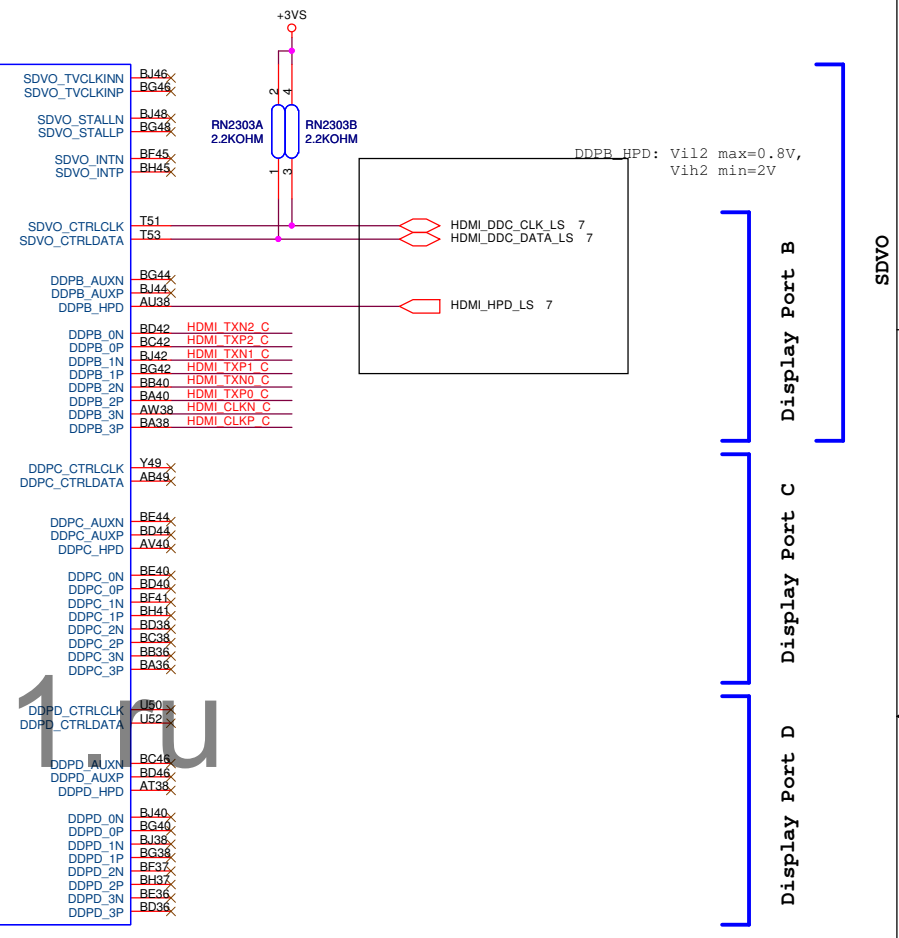 +3VS
SDVO_TVCLKINN BJ46
SDVO_TVCLKINP BG46
SDVO_STALLN BJ48
SDVO_STALLP BG48
SDVO_INTN BF45
SDVO_INTP BH45
2 4
RN2303A RN2303B
2.2KOHM 2.2KOHM
1 3
DDPB_HPD: Vil2 max=0.8V,
Vih2 min=2V
SDVO_CTRLCLK T51 HDMI_DDC_CLK_LS 7
SDVO_CTRLDATA T53 HDMI_DDC_DATA_LS 7
DDPB_AUXN BG44
DDPB_AUXP BJ44
DDPB_HPD AU38 HDMI_HPD_LS 7
DDPB_0N BD42 HDMI_TXN2_C
DDPB_0P BC42 HDMI_TXP2_C
DDPB_1N BJ42 HDMI_TXN1_C
DDPB_1P BG42 HDMI_TXP1_C
DDPB_2N BB40 HDMI_TXN0_C
DDPB_2P BA40 HDMI_TXP0_C
DDPB_3N AW38 HDMI_CLKN_C
DDPB_3P BA38 HDMI_CLKP_C
Display Port B
SDVO
DDPC_CTRLCLK Y49
DDPC_CTRLDATA AB49
DDPC_AUXN BE44
DDPC_AUXP BD44
DDPC_HPD AV40
DDPC_0N BE40
DDPC_0P BD40
DDPC_1N BF41
DDPC_1P BH41
DDPC_2N BD38
DDPC_2P BC38
DDPC_3N BB36
DDPC_3P BA36
Display Port C
1.ru
DDPD_CTRLCLK U50
DDPD_CTRLDATA U52
DDPD_AUXN BC46
DDPD_AUXP BD46
DDPD_HPD AT38
DDPD_0N BJ40
DDPD_0P BG40
DDPD_1N BJ38
DDPD_1P BG38
DDPD_2N BF37
DDPD_2P BH37
DDPD_3N BE36
DDPD_3P BD36
Display Port D